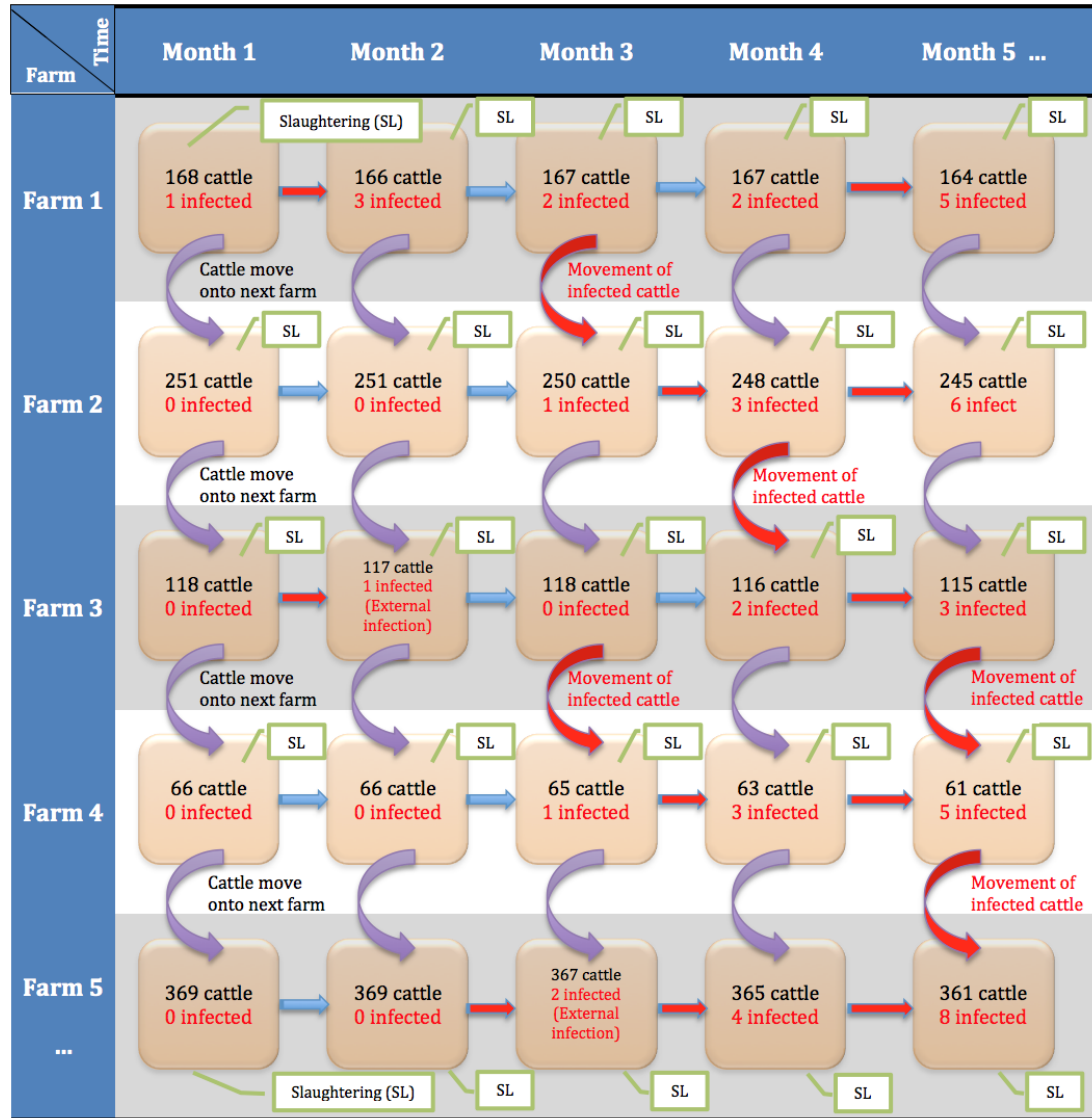 Time
Farm
Month 1
Month 2
Month 3
Month 4
Month 5 ...
Slaughtering (SL)
SL
SL
SL
SL
Farm 1
168 cattle
1 infected
166 cattle
3 infected
167 cattle
2 infected
167 cattle
2 infected
164 cattle
5 infected
Cattle move
onto next farm
Movement of
infected cattle
SL
SL
SL
SL
SL
Farm 2
251 cattle
0 infected
251 cattle
0 infected
250 cattle
1 infected
248 cattle
3 infected
245 cattle
6 infect
Cattle move
onto next farm
Movement of
infected cattle
SL
SL
SL
SL
SL
Farm 3
118 cattle
0 infected
117 cattle
1 infected
(External
infection)
118 cattle
0 infected
116 cattle
2 infected
115 cattle
3 infected
Cattle move
onto next farm
Movement of
infected cattle
Movement of
infected cattle
SL
SL
SL
SL
SL
Farm 4
66 cattle
0 infected
66 cattle
0 infected
65 cattle
1 infected
63 cattle
3 infected
61 cattle
5 infected
Cattle move
onto next farm
Movement of
infected cattle
Farm 5
...
369 cattle
0 infected
369 cattle
0 infected
367 cattle
2 infected
(External
infection)
365 cattle
4 infected
361 cattle
8 infected
Slaughtering (SL)
SL
SL
SL
SL